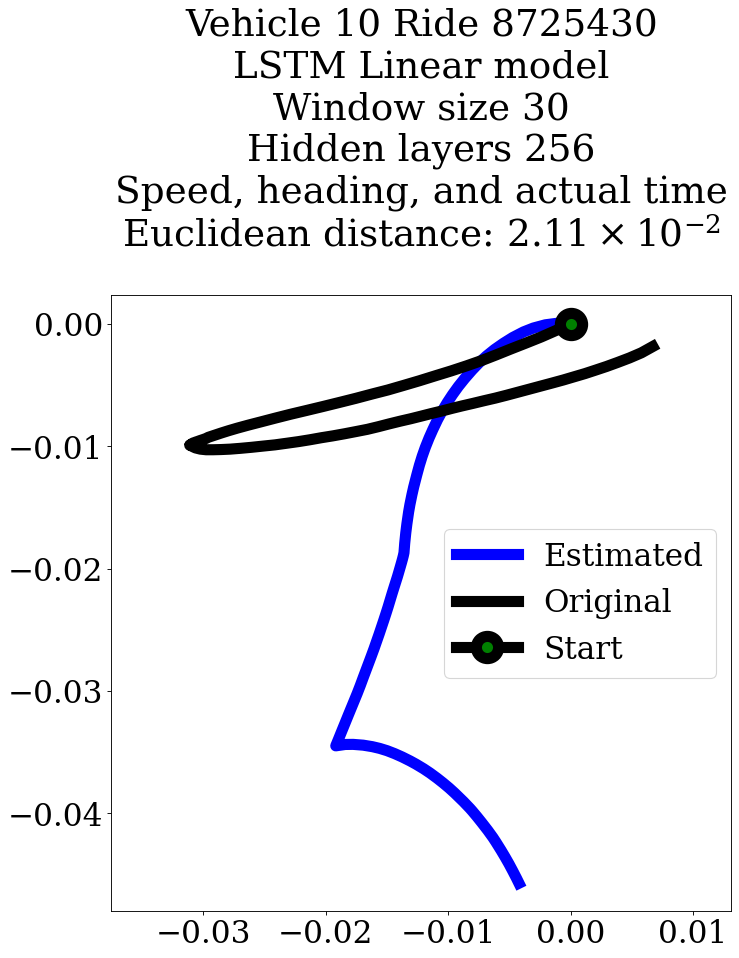 Vehicle 10 Ride 8725430
LSTM Linear model
Window size 30
Hidden layers 256
Speed, heading, and actual time
Euclidean distance: 2.11 × 10⁻²
0.00
−0.01
−0.02
−0.03
−0.04
Estimated
Original
Start
−0.03 −0.02 −0.01 0.00 0.01